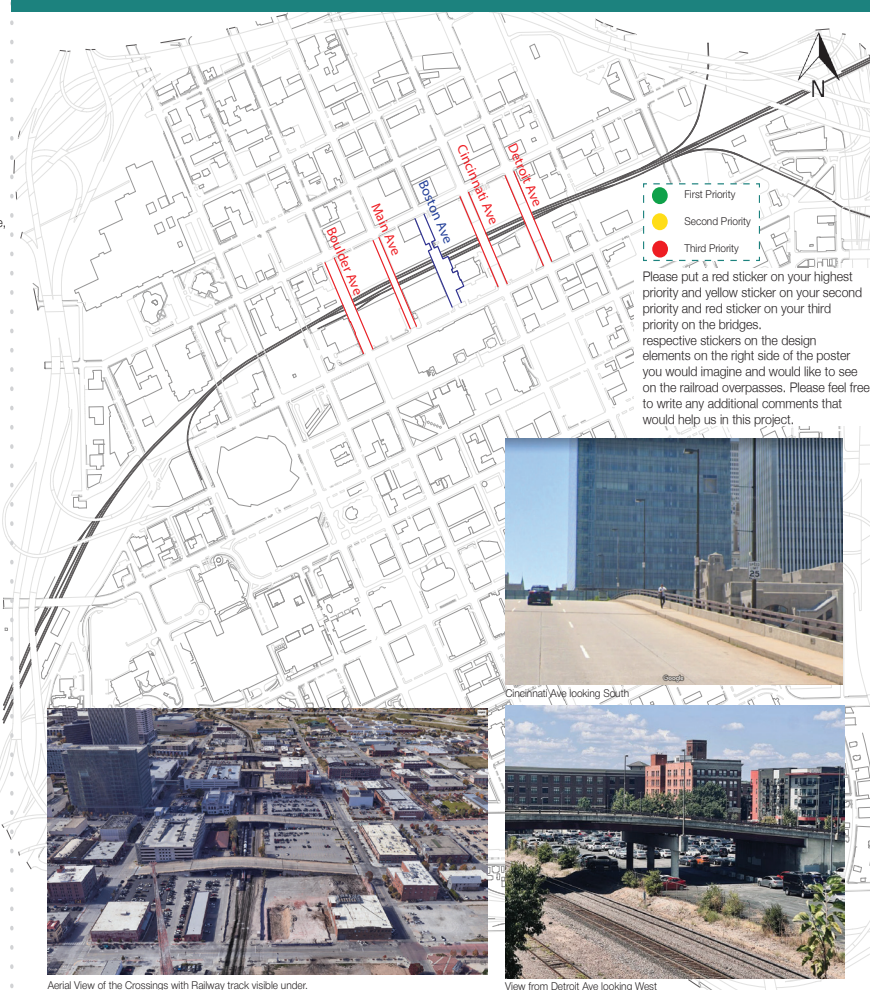 N
Detroit Ave
Cincinnati Ave
Boston Ave
Main Ave
Boulder Ave
First Priority
Second Priority
Third Priority
Please put a red sticker on your highest
priority and yellow sticker on your second
priority and red sticker on your third
priority on the bridges.
respective stickers on the design
elements on the right side of the poster
you would imagine and would like to see
on the railroad overpasses. Please feel free
to write any additional comments that
would help us in this project.
25
Google
Cincinnati Ave looking South
Aerial View of the Crossings with Railway track visible under.
View from Detroit Ave looking West